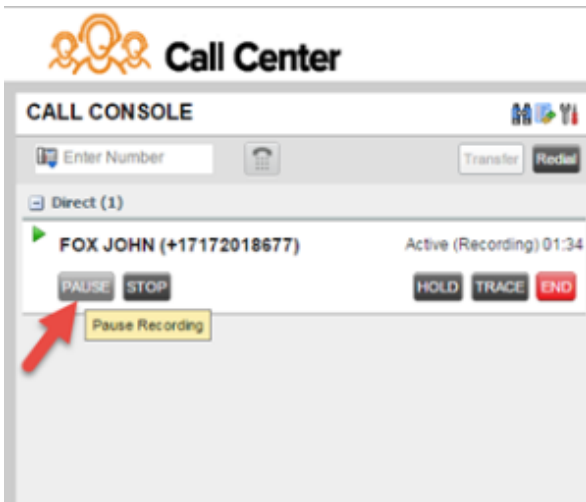 Call Center
CALL CONSOLE
Enter Number Transfer Redial
Direct (1)
FOX JOHN (+17172018677) Active (Recording) 01:34
PAUSE STOP HOLD TRACE END
Pause Recording